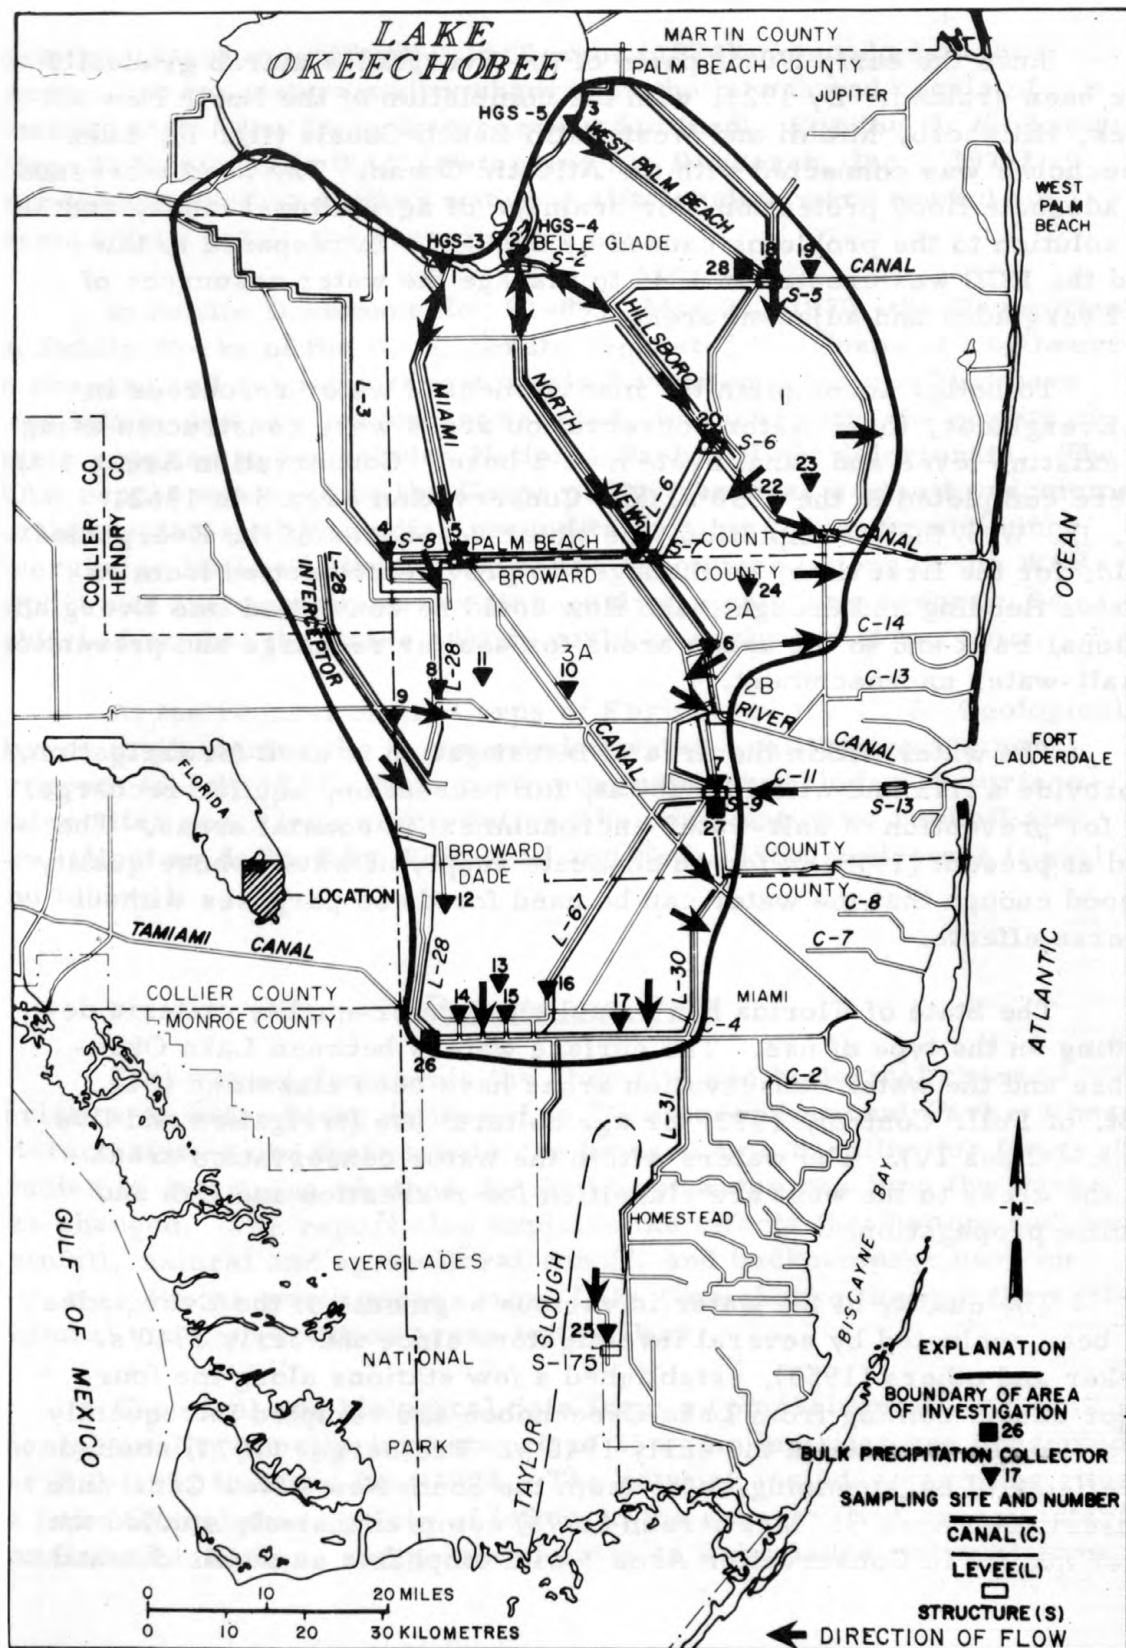 LAKE
OKEECHOBEE
MARTIN COUNTY
PALM BEACH COUNTY
JUPITER
HGS-5
3
WEST PALM BEACH
CANAL
WEST
PALM
BEACH
HGS-3
1
HGS-4
2
BELLE GLADE
S-2
28
18
19
S-5
HILLSBORO
CANAL
L-3
MIAMI
CANAL
NORTH
NEW
RIVER
CANAL
20
S-6
L-6
22
23
COLLIER CO.
HENDRY CO
4
S-8
5
PALM BEACH
COUNTY
BROWARD
COUNTY
S-7
24
2A
L-28
INTERCEPTOR
C-14
C-13
8
L-28
11
3A
10
9
2B
FORT
LAUDERDALE
C-11
S-9
27
S-13
FLORIDA
LOCATION
BROWARD
DADE
COUNTY
COUNTY
12
C-8
C-7
L-67
L-28
L-30
TAMIAMI CANAL
COLLIER COUNTY
MONROE COUNTY
13
14
15
16
17
MIAMI
C-4
26
C-2
L-31
HOMESTEAD
BISCAYNE BAY
ATLANTIC
OCEAN
GULF OF MEXICO
EVERGLADES
NATIONAL
PARK
TAYLOR SLOUGH
25
S-175
N
EXPLANATION
BOUNDARY OF AREA
OF INVESTIGATION
26
BULK PRECIPITATION COLLECTOR
17
SAMPLING SITE AND NUMBER
CANAL (C)
LEVEE(L)
STRUCTURE (S)
DIRECTION OF FLOW
0 10 20 MILES
0 10 20 30 KILOMETRES